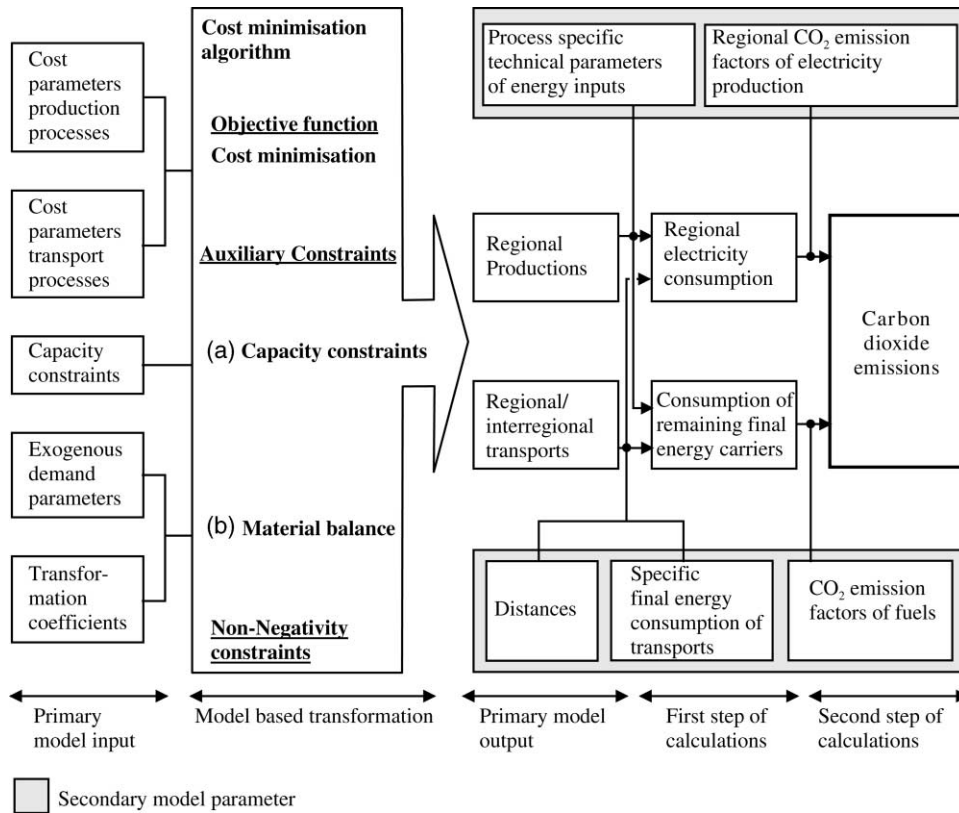 Cost
parameters
production
processes
Cost
parameters
transport
processes
Capacity
constraints
Exogenous
demand
parameters
Transfor-
mation
coefficients
Cost minimisation
algorithm
Objective function
Cost minimisation
Auxiliary Constraints
(a) Capacity constraints
(b) Material balance
Non-Negativity
constraints
Process specific
technical parameters
of energy inputs
Regional CO₂ emission
factors of electricity
production
Regional
Productions
Regional
electricity
consumption
Regional/
interregional
transports
Consumption of
remaining final
energy carriers
Carbon
dioxide
emissions
Distances
Specific
final energy
consumption of
transports
CO₂ emission
factors of fuels
Primary
model input
Model based transformation
Primary model
output
First step of
calculations
Second step of
calculations
Secondary model parameter